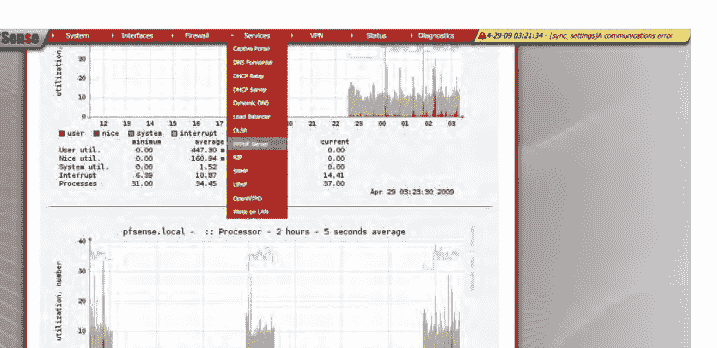 Sense
System Interfaces Firewall Services VPN Status Diagnostics
4-29-09 03:21:34 - [sync, settings]A communications error
Captive Portal
DNS Forwarder
DHCP Relay
DHCP Server
Dynamic DNS
Load Balancer
OLSR
PPPoE Server
RIP
SNMP
UPnP
OpenNTPD
Wake on LAN
utilization,
30
20
10
0
12 13 14 15 16 17 21 22 23 00 01 02 03
user nice system interrupt
minimum average current
User util. 0.00 447.30 m 0.00
Nice util. 0.00 160.94 m 0.00
System util. 0.00 1.52 0.00
Interrupt 6.39 10.87 14.41
Processes 31.00 34.45 37.00
Apr 29 03:23:30 2009
pfsense.local - :: Processor - 2 hours - 5 seconds average
utilization, number
40
30
20
10